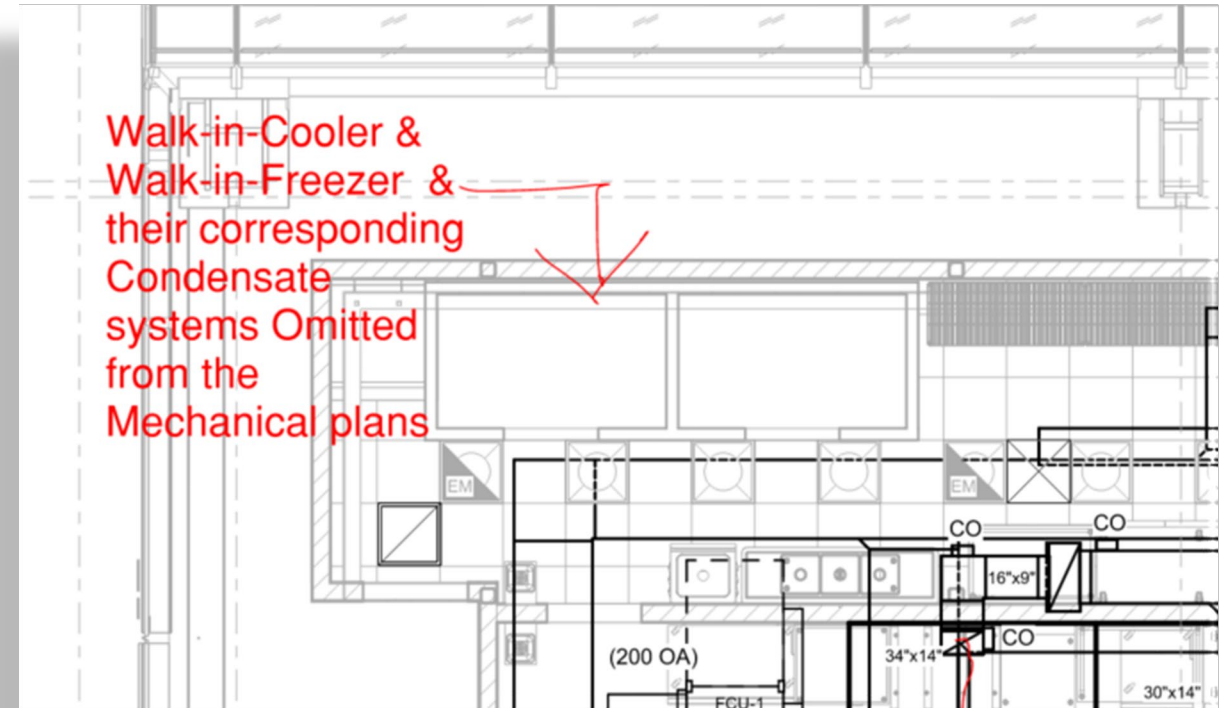 Walk-in-Cooler &
Walk-in-Freezer &
their corresponding
Condensate
systems Omitted
from the
Mechanical plans
EM
EM
CO
CO
16"x9"
CO
(200 OA)
34"x14"
30"x14"
FCU-1